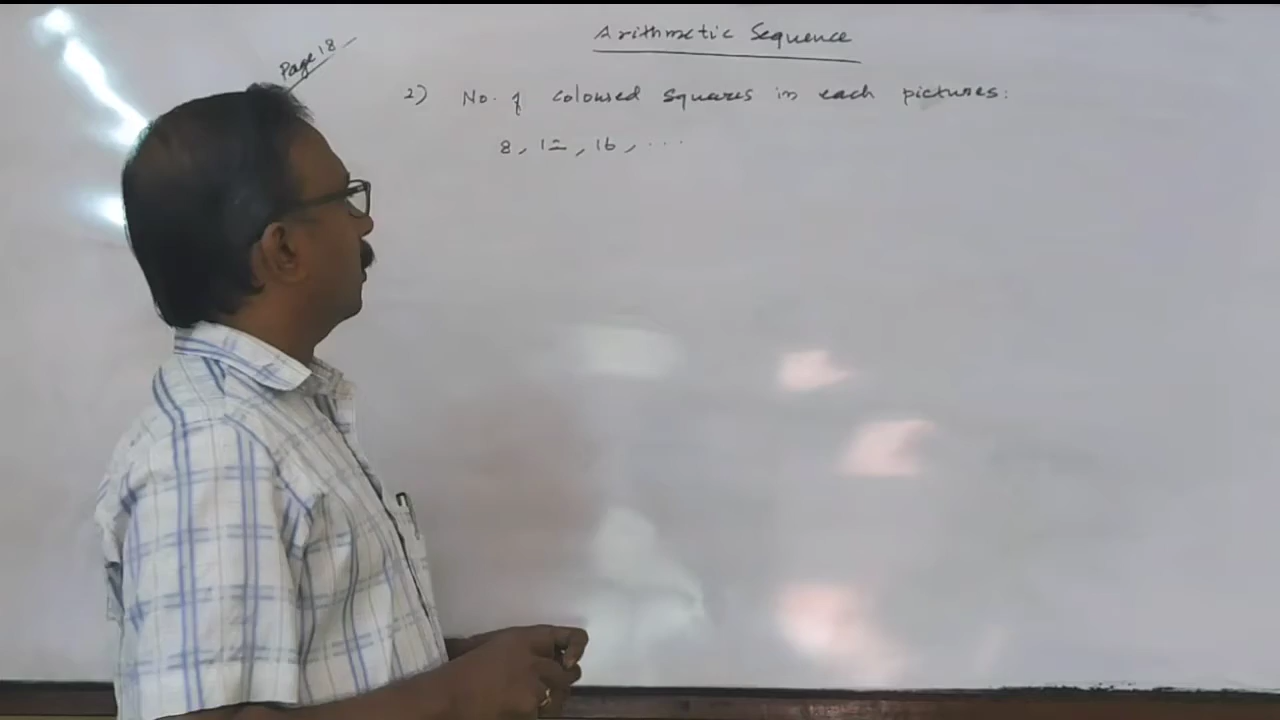 Arithmetic Sequence
Page 18
2) No. of coloured squares in each pictures:
8, 12, 16, ...